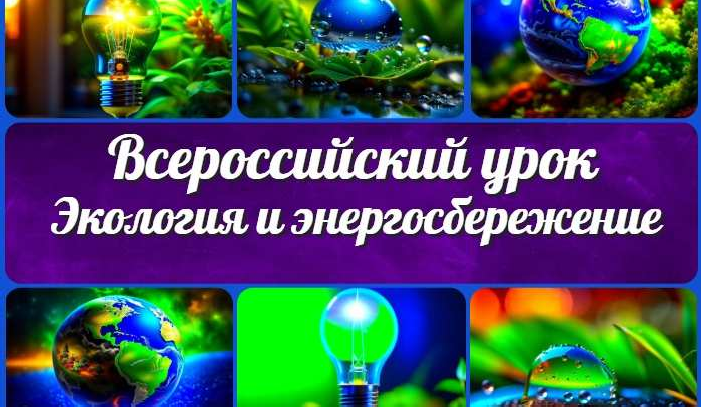 Всероссийский урок
Экология и энергосбережение